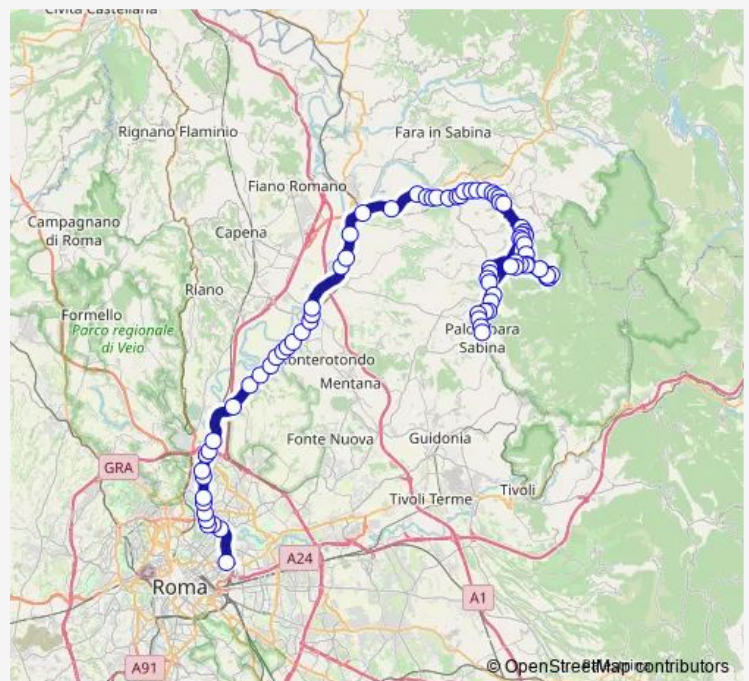 Civita Castellana
Rignano Flaminio
Fara in Sabina
Fiano Romano
Campagnano
di Roma
Capena
Riano
Formello
Parco regionale
di Veio
Palombara
Sabina
Monterotondo
Mentana
Fonte Nuova
Guidonia
GRA
Tivoli
Tivoli Terme
A24
Roma
A1
A91
© OpenStreetMap contributors